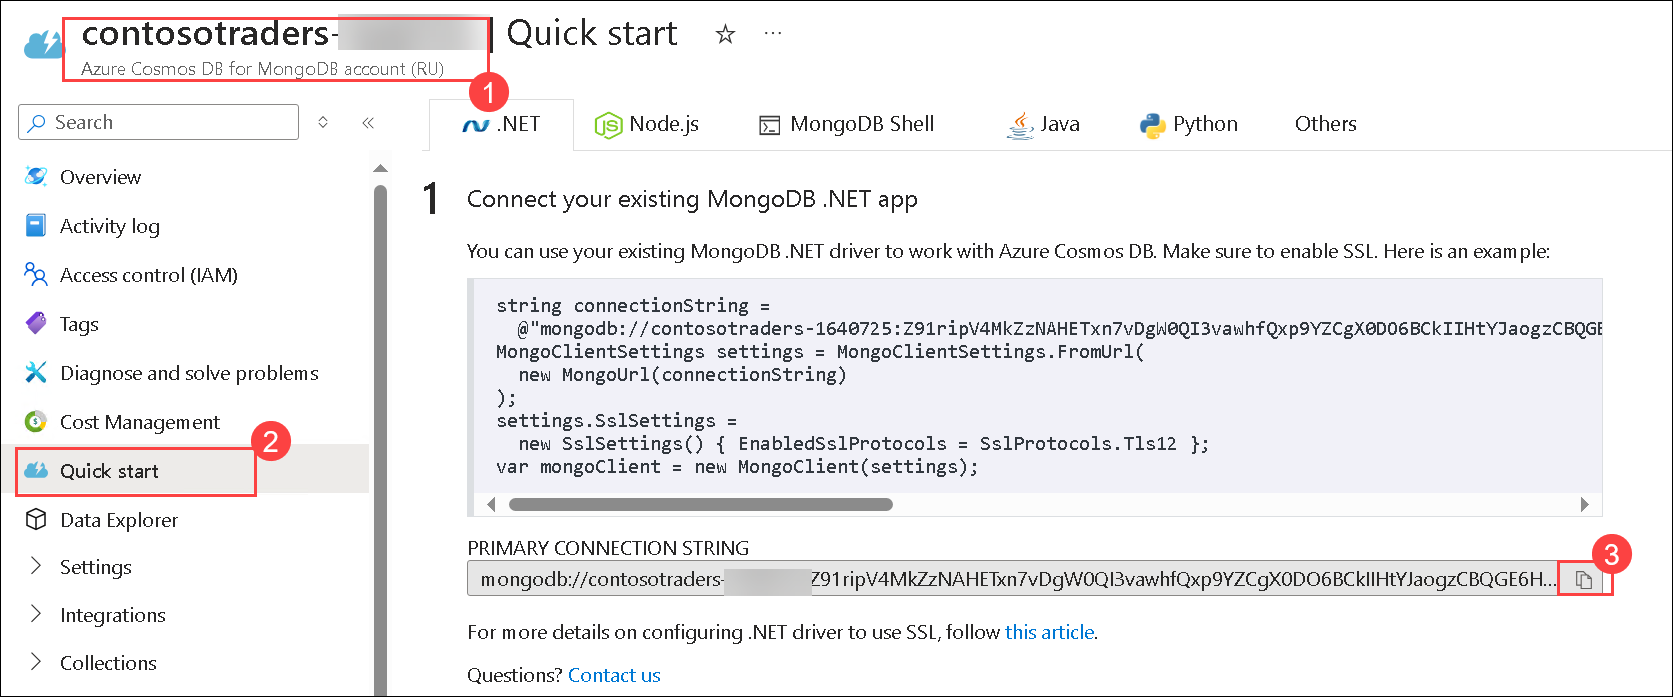 contosotraders- | Quick start ☆ ...
Azure Cosmos DB for MongoDB account (RU)
1
Search
.NET
Node.js
MongoDB Shell
Java
Python
Others
Overview
Activity log
Access control (IAM)
Tags
Diagnose and solve problems
Cost Management
2
Quick start
Data Explorer
Settings
Integrations
Collections
1 Connect your existing MongoDB .NET app
You can use your existing MongoDB .NET driver to work with Azure Cosmos DB. Make sure to enable SSL. Here is an example:
string connectionString =
@"mongodb://contosotraders-1640725:Z91ripV4MkZzNAHETxn7vDgW0QI3vawhfQxp9YZCgX0DO6BCkIIHtYJaogzCBQGE
MongoClientSettings settings = MongoClientSettings.FromUrl(
new MongoUrl(connectionString)
);
settings.SslSettings =
new SslSettings() { EnabledSslProtocols = SslProtocols.Tls12 };
var mongoClient = new MongoClient(settings);
PRIMARY CONNECTION STRING
3
mongodb://contosotraders- Z91ripV4MkZzNAHETxn7vDgW0QI3vawhfQxp9YZCgX0DO6BCkIIHtYJaogzCBQGE6H...
For more details on configuring .NET driver to use SSL, follow this article.
Questions? Contact us